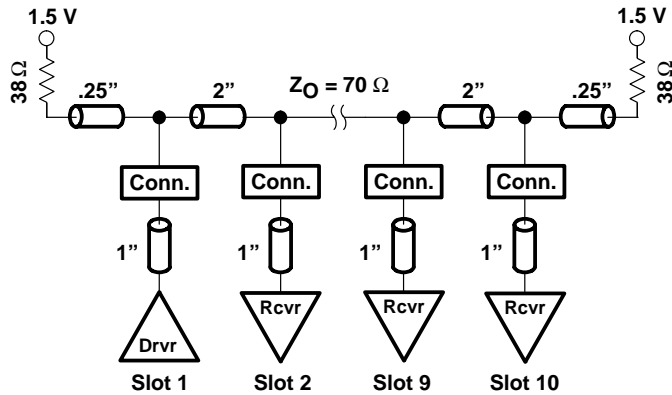 1.5 V
1.5 V
38 Ω
.25”
2”
ZO = 70 Ω
2”
.25”
38 Ω
Conn.
Conn.
Conn.
Conn.
1”
1”
1”
1”
Drvr
Rcvr
Rcvr
Rcvr
Slot 1
Slot 2
Slot 9
Slot 10